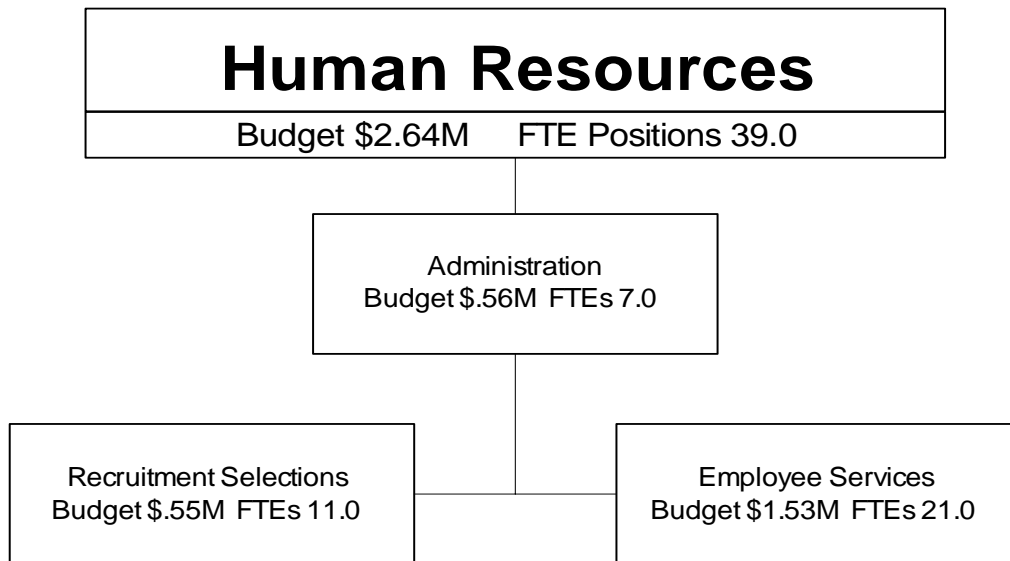 Human Resources
Budget $2.64M FTE Positions 39.0
Administration
Budget $.56M FTEs 7.0
Recruitment Selections
Budget $.55M FTEs 11.0
Employee Services
Budget $1.53M FTEs 21.0